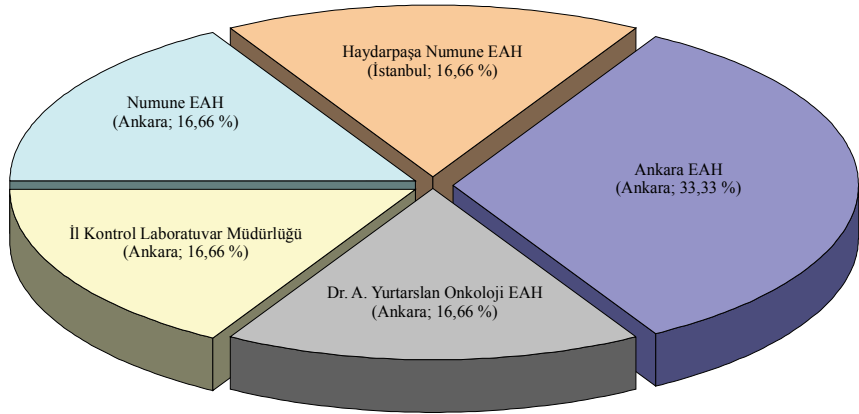 Haydarpaşa Numune EAH
(İstanbul; 16,66 %)
Numune EAH
(Ankara; 16,66 %)
Ankara EAH
(Ankara; 33,33 %)
İl Kontrol Laboratuvar Müdürlüğü
(Ankara; 16,66 %)
Dr. A. Yurtarslan Onkoloji EAH
(Ankara; 16,66 %)